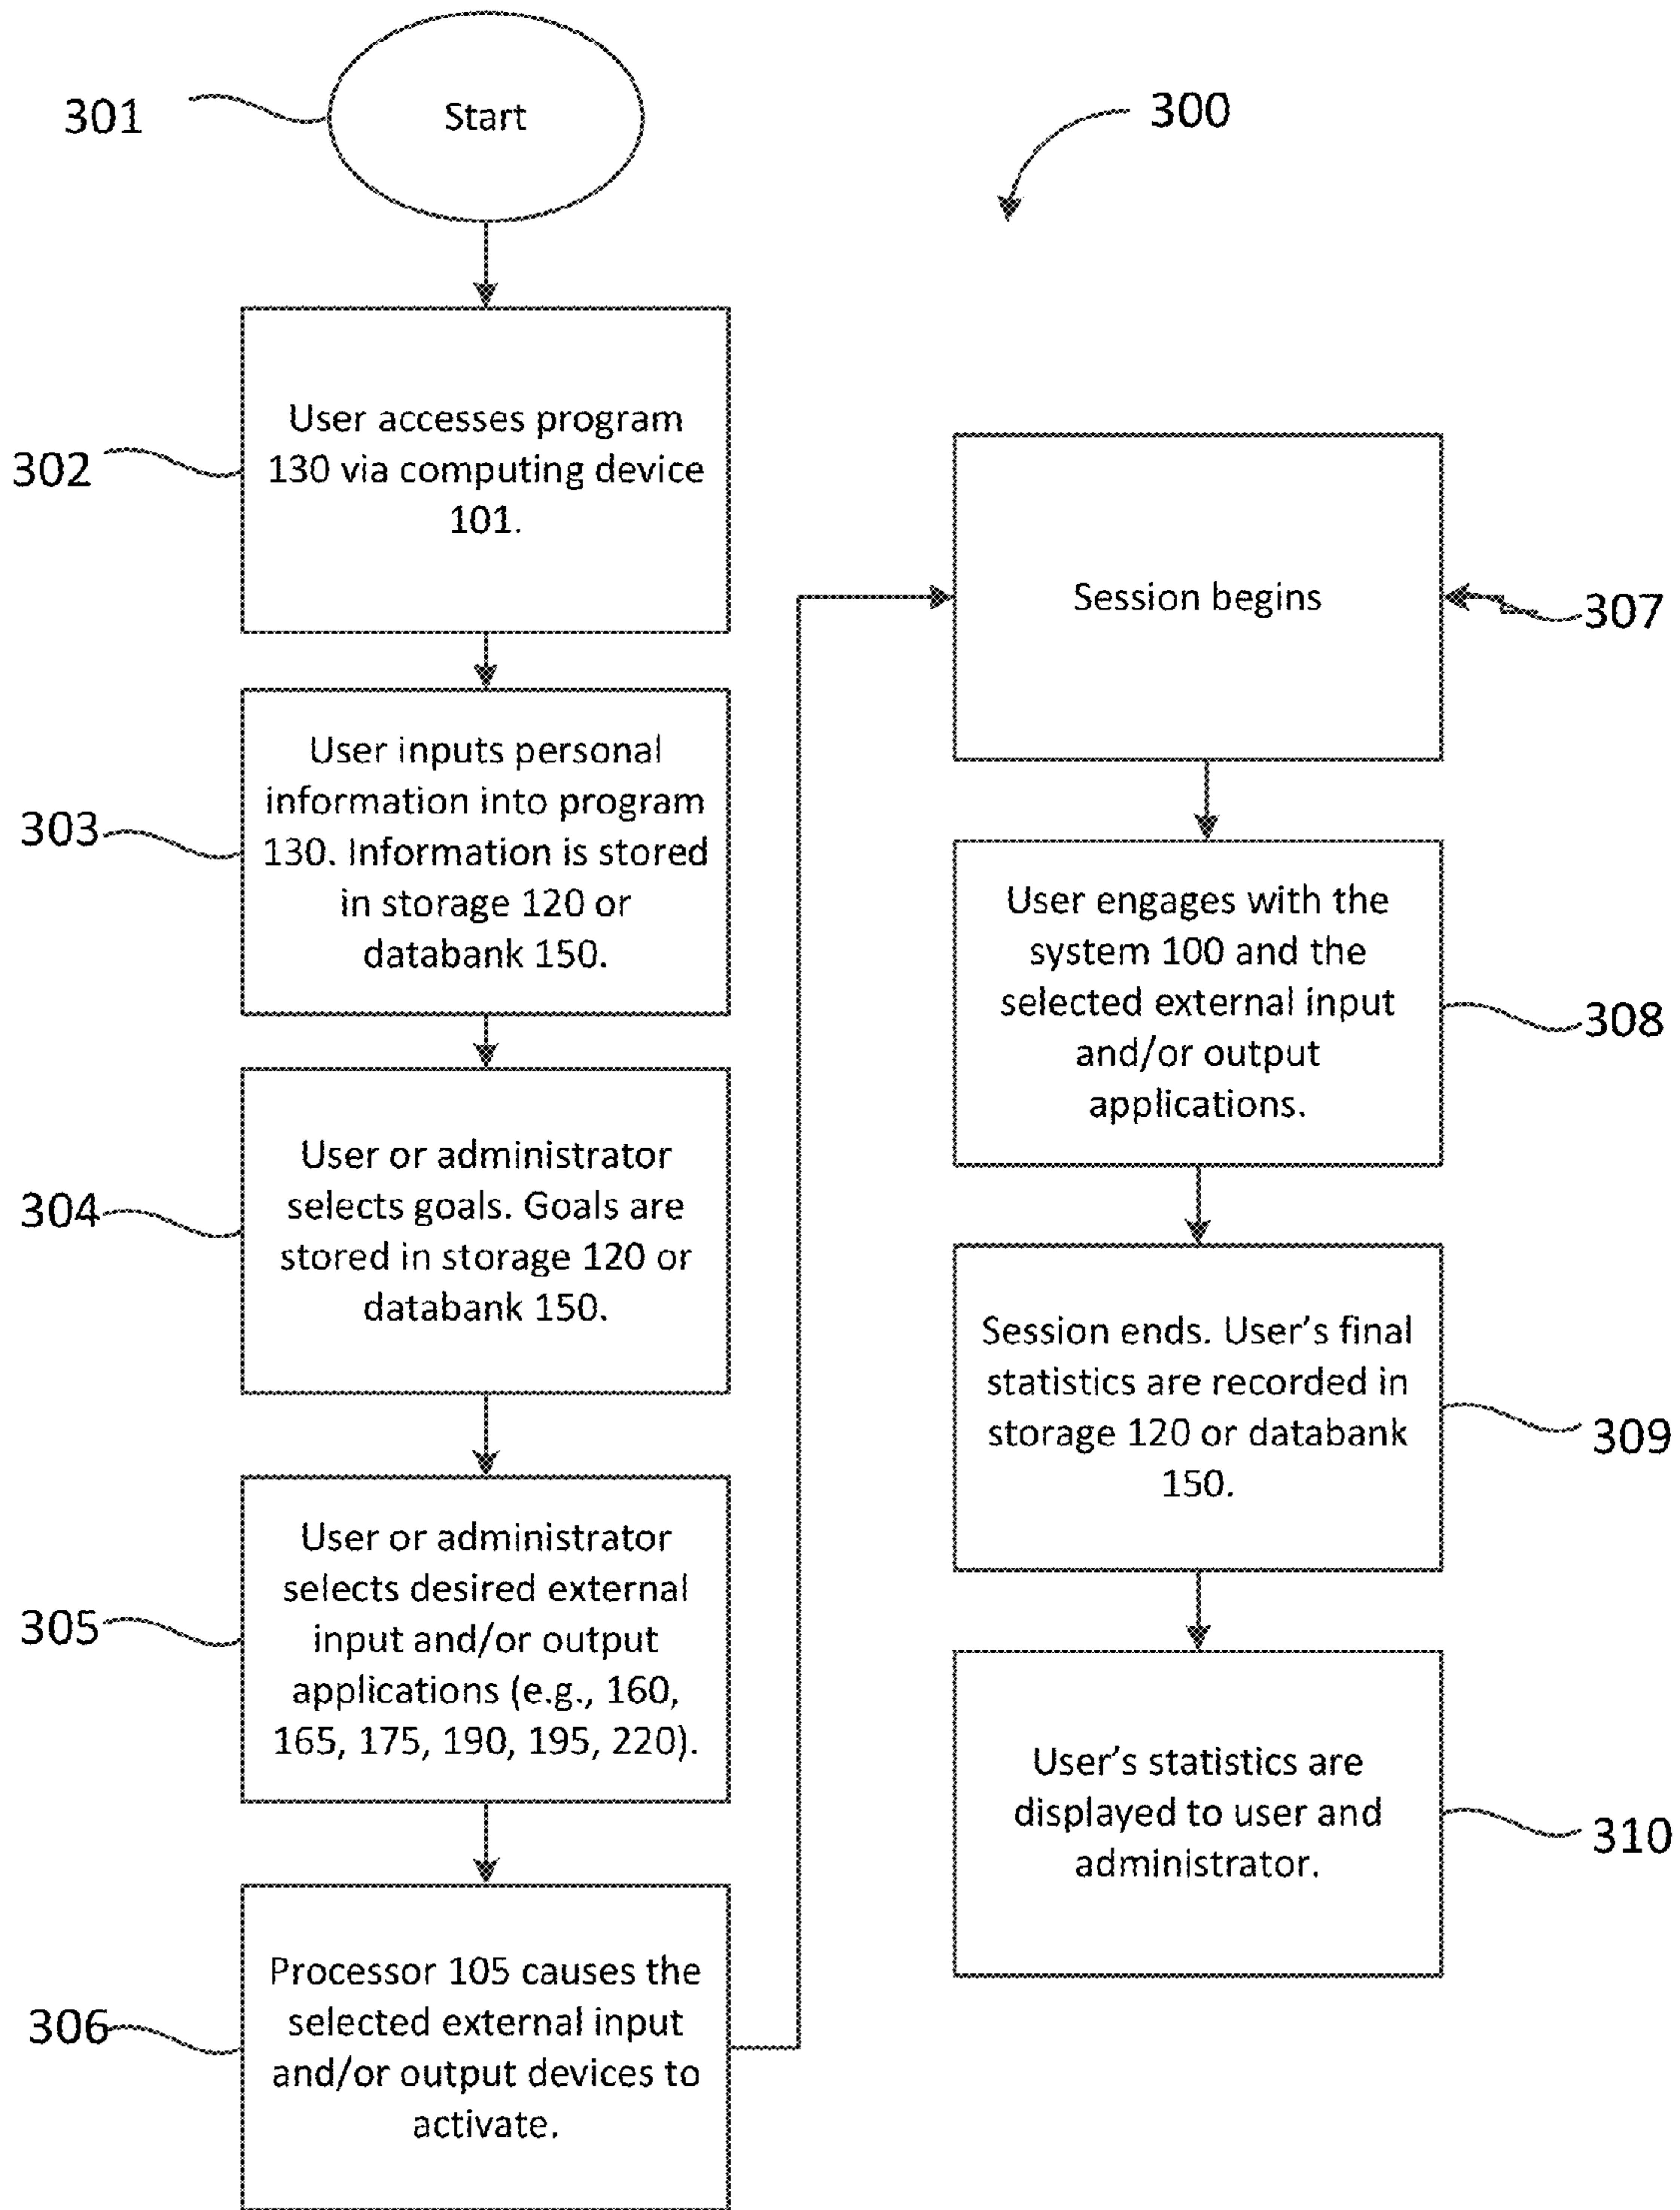 301
Start
300
302
User accesses program
130 via computing device
101.
303
User inputs personal
information into program
130. Information is stored
in storage 120 or
databank 150.
304
User or administrator
selects goals. Goals are
stored in storage 120 or
databank 150.
305
User or administrator
selects desired external
input and/or output
applications (e.g., 160,
165, 175, 190, 195, 220).
306
Processor 105 causes the
selected external input
and/or output devices to
activate.
Session begins
307
User engages with the
system 100 and the
selected external input
and/or output
applications.
308
Session ends. User’s final
statistics are recorded in
storage 120 or databank
150.
309
User’s statistics are
displayed to user and
administrator.
310